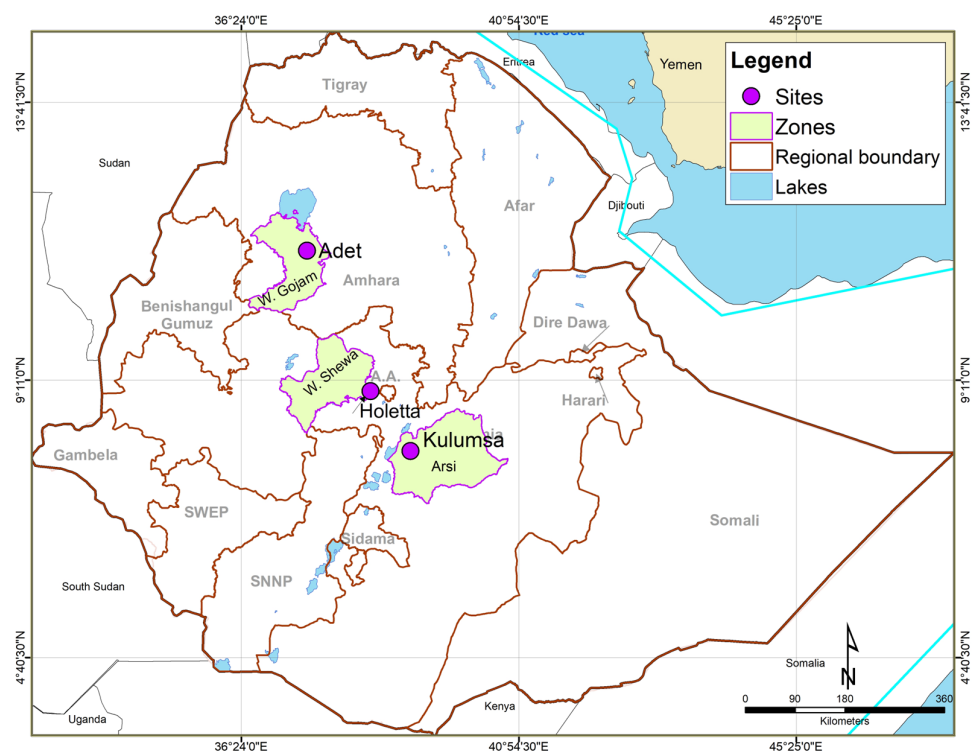 36°24'0"E
40°54'30"E
45°25'0"E
Red sea
Eritrea
Yemen
Legend
Sites
Zones
Regional boundary
Lakes
13°41'30"N
13°41'30"N
Tigray
Sudan
Afar
Djibouti
Adet
Amhara
W. Gojam
Benishangul
Gumuz
Dire Dawa
9°11'0"N
9°11'0"N
W. Shewa
A.A.
Harari
Holetta
Kulumsa
Arsi
Gambela
SWEP
Somali
Sidama
SNNP
South Sudan
4°40'30"N
4°40'30"N
Somalia
N
Kenya
Uganda
0 90 180 360
Kilometers
36°24'0"E
40°54'30"E
45°25'0"E